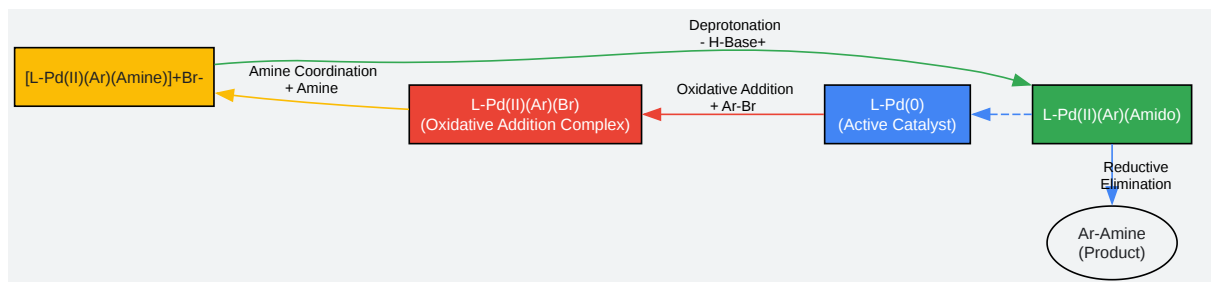 Deprotonation
- H-Base+
[L-Pd(II)(Ar)(Amine)]+Br-
Amine Coordination
+ Amine
L-Pd(II)(Ar)(Br)
(Oxidative Addition Complex)
Oxidative Addition
+ Ar-Br
L-Pd(0)
(Active Catalyst)
L-Pd(II)(Ar)(Amido)
Reductive
Elimination
Ar-Amine
(Product)